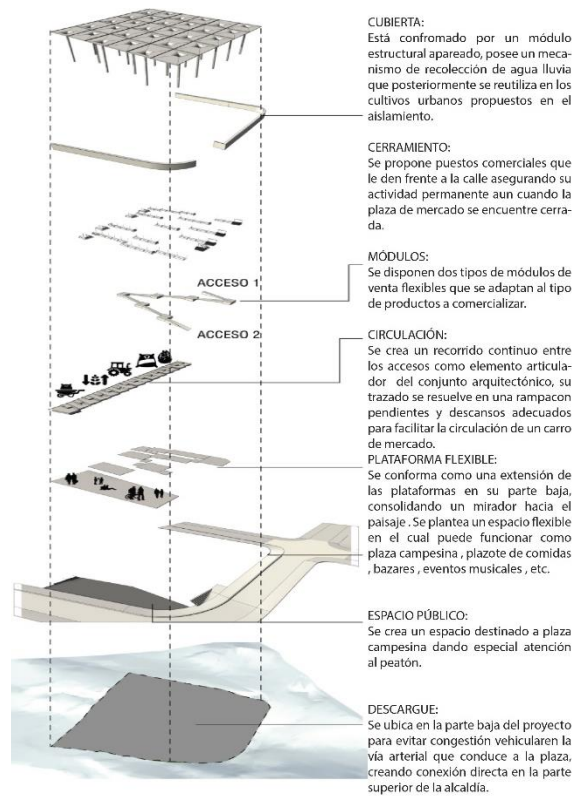 CUBIERTA:
Está confromado por un módulo
estructural apareado, posee un meca-
nismo de recolección de agua lluvia
que posteriormente se reutiliza en los
cultivos urbanos propuestos en el
aislamiento.
CERRAMIENTO:
Se propone puestos comerciales que
le den frente a la calle asegurando su
actividad permanente aun cuando la
plaza de mercado se encuentre cerra-
da.
MÓDULOS:
Se disponen dos tipos de módulos de
venta flexibles que se adaptan al tipo
de productos a comercializar.
ACCESO 1
ACCESO 2
CIRCULACIÓN:
Se crea un recorrido continuo entre
los accesos como elemento articula-
dor del conjunto arquitectónico, su
trazado se resuelve en una rampacon
pendientes y descansos adecuados
para facilitar la circulación de un carro
de mercado.
PLATAFORMA FLEXIBLE:
Se conforma como una extensión de
las plataformas en su parte baja,
consolidando un mirador hacia el
paisaje . Se plantea un espacio flexible
en el cual puede funcionar como
plaza campesina , plazote de comidas
, bazares , eventos musicales , etc.
ESPACIO PÚBLICO:
Se crea un espacio destinado a plaza
campesina dando especial atención
al peatón.
DESCARGUE:
Se ubica en la parte baja del proyecto
para evitar congestión vehicularen la
vía arterial que conduce a la plaza,
creando conexión directa en la parte
superior de la alcaldía.